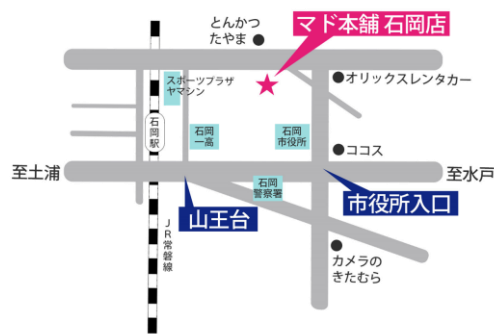 とんかつ
たやま
マド本舗 石岡店
スポーツプラザ
ヤマシン
オリックスレンタカー
石岡駅
石岡
一高
石岡
市役所
ココス
至土浦
至水戸
石岡
警察署
山王台
市役所入口
JR常磐線
カメラの
きたむら